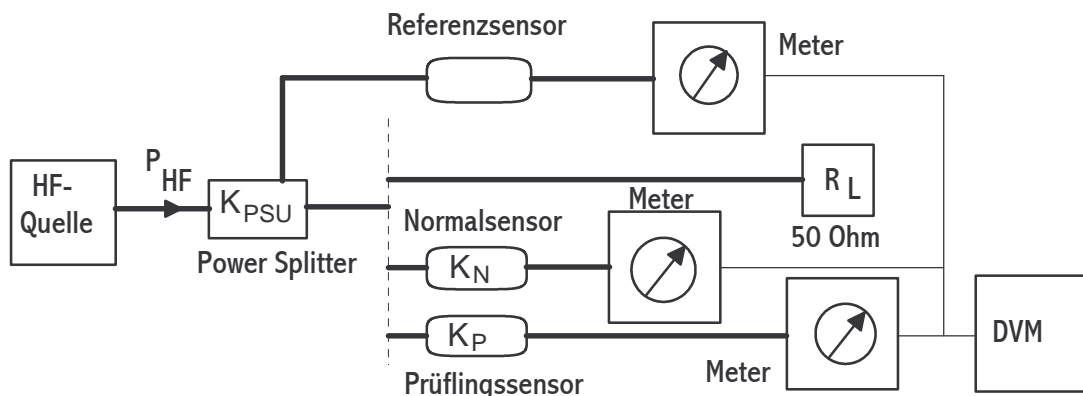 Referenzsensor
Meter
P
HF
HF-
Quelle
K PSU
Power Splitter
R L
50 Ohm
Meter
Normalsensor
K N
K P
Prüflingssensor
Meter
DVM